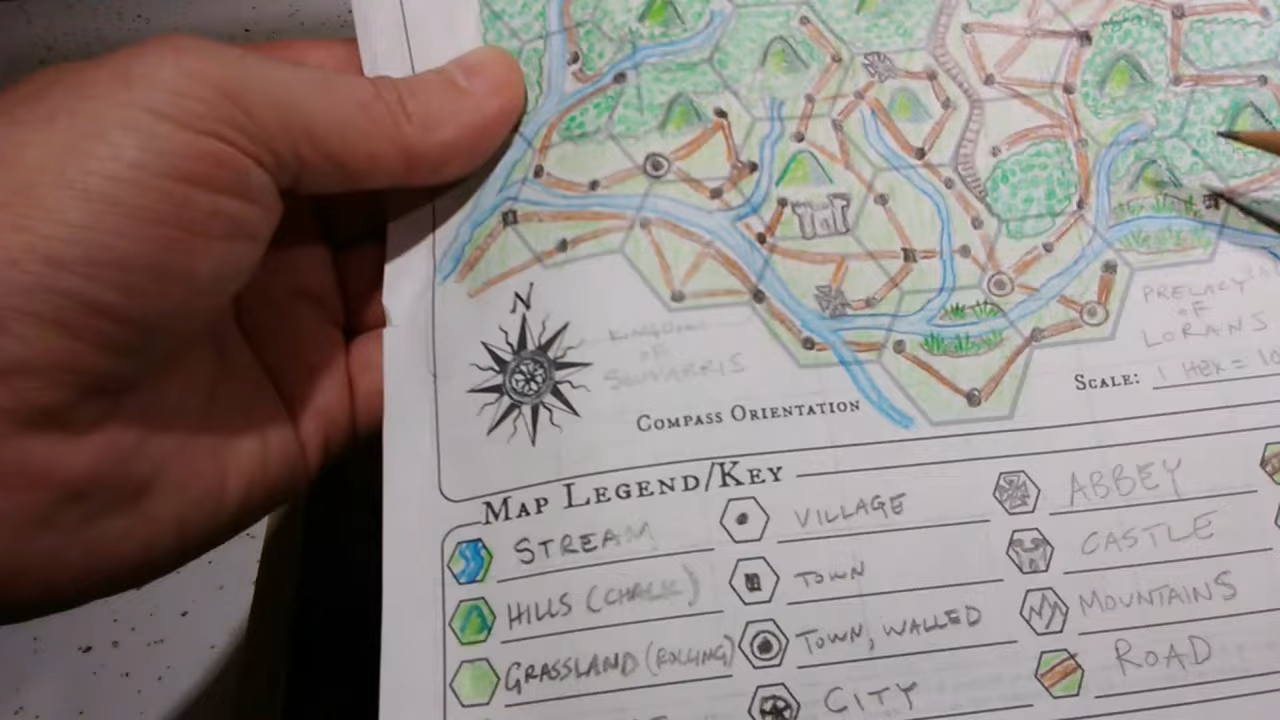 N
KINGDOM
OF
PRELACY
OF
LORANS
COMPASS ORIENTATION
SCALE: 1 HEX =
MAP LEGEND/KEY
STREAM
HILLS (CHALK)
GRASSLAND (ROLLING)
VILLAGE
TOWN
TOWN, WALLED
CITY
ABBEY
CASTLE
MOUNTAINS
ROAD